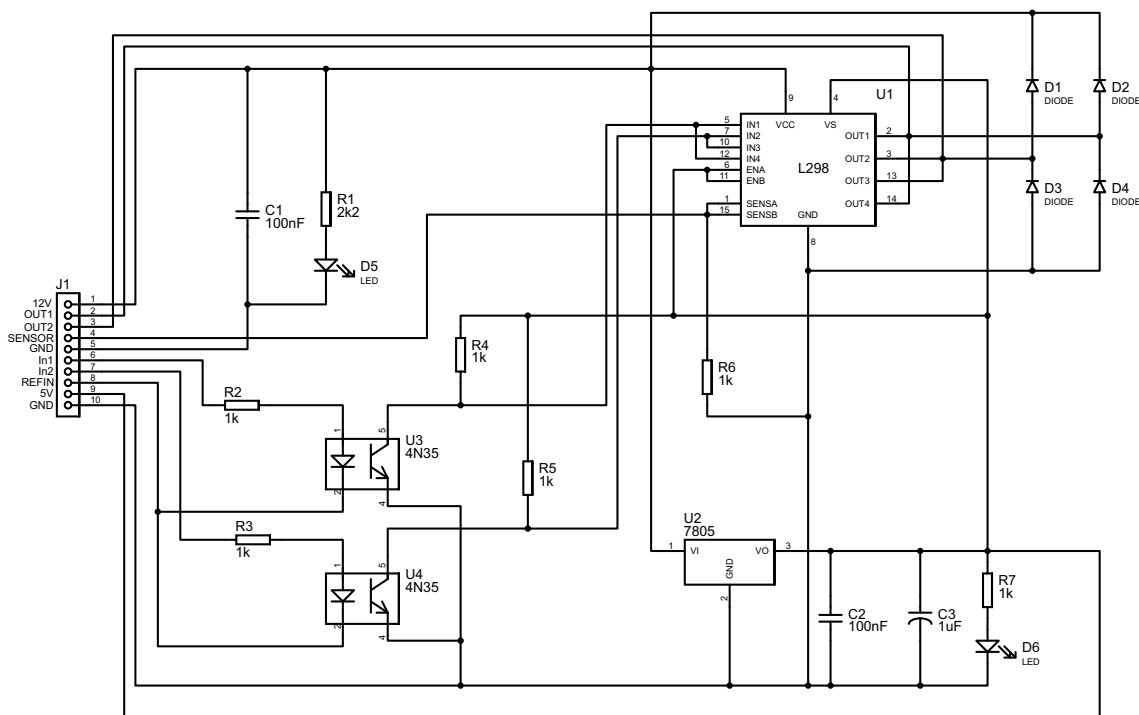 J1
12V 1
OUT1 2
OUT2 3
SENSOR 4
GND 5
In1 6
In2 7
REFIN 8
5V 9
GND 10
C1
100nF
R1
2k2
D5
LED
R2
1k
R3
1k
U3
4N35
1
2
5
4
U4
4N35
1
2
5
4
R4
1k
R5
1k
R6
1k
U1
L298
9 VCC
4 VS
5 IN1
7 IN2
10 IN3
12 IN4
6 ENA
11 ENB
1 SENSA
15 SENSB
GND 8
OUT1 2
OUT2 3
OUT3 13
OUT4 14
D1
DIODE
D2
DIODE
D3
DIODE
D4
DIODE
U2
7805
1 VI
VO 3
GND 2
C2
100nF
C3
1uF
R7
1k
D6
LED